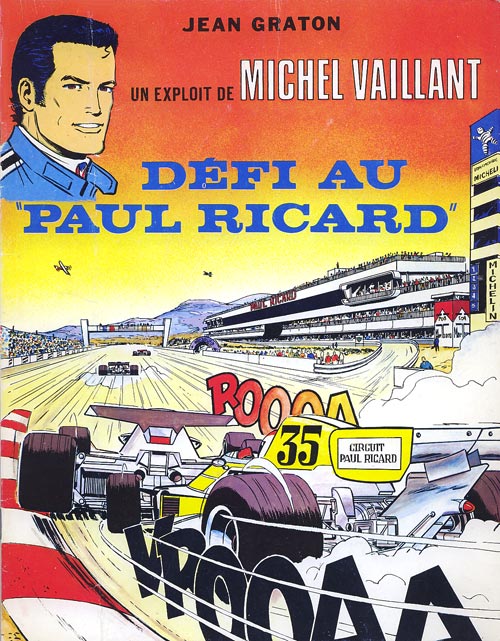 JEAN GRATON
UN EXPLOIT DE MICHEL VAILLANT
DÉFI AU
"PAUL RICARD"
MICHELI
PAUL RICARD
MICHELIN
ROOOA
35
CIRCUIT
PAUL RICARD
VROOAA